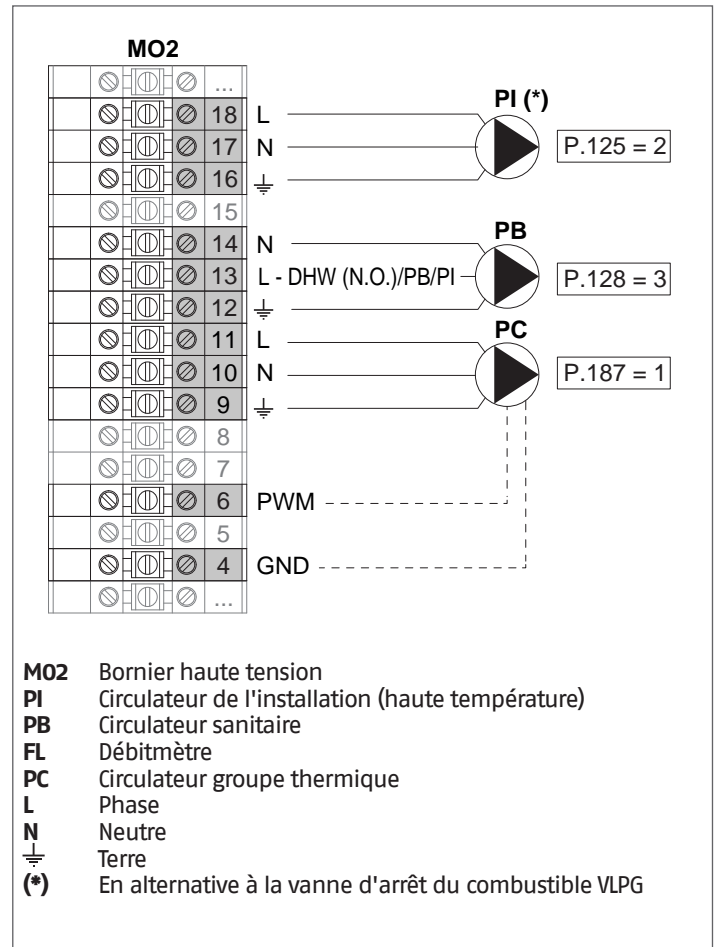 MO2
...
18 L PI (*)
17 N P.125 = 2
16 ⏚
15
14 N PB
13 L - DHW (N.O.)/PB/PI P.128 = 3
12 ⏚
11 L PC
10 N P.187 = 1
9 ⏚
8
7
6 PWM
5
4 GND
...
M02 Bornier haute tension
PI Circulateur de l'installation (haute température)
PB Circulateur sanitaire
FL Débitmètre
PC Circulateur groupe thermique
L Phase
N Neutre
⏚ Terre
(*) En alternative à la vanne d'arrêt du combustible VLPG